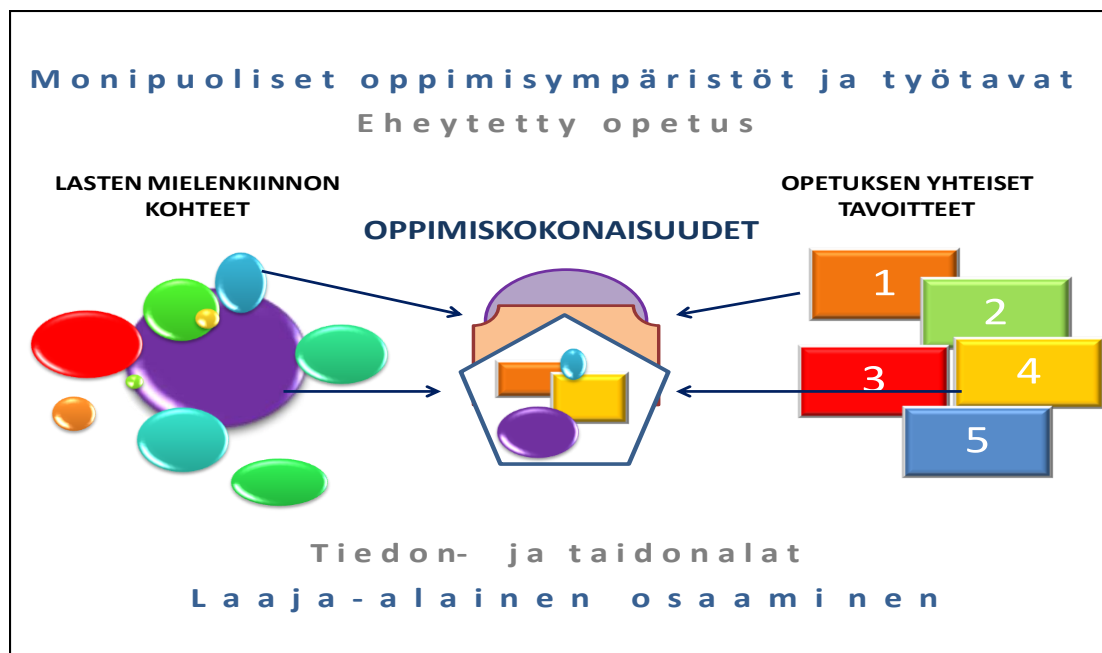 Monipuoliset oppimisympäristöt ja työtavat
Eheytetty opetus
LASTEN MIELENKIINNON
KOHTEET
OPETUKSEN YHTEISET
TAVOITTEET
OPPIMISKOKONAISUUDET
1
2
3
4
5
Tiedon- ja taidonalat
Laaja-alainen osaaminen